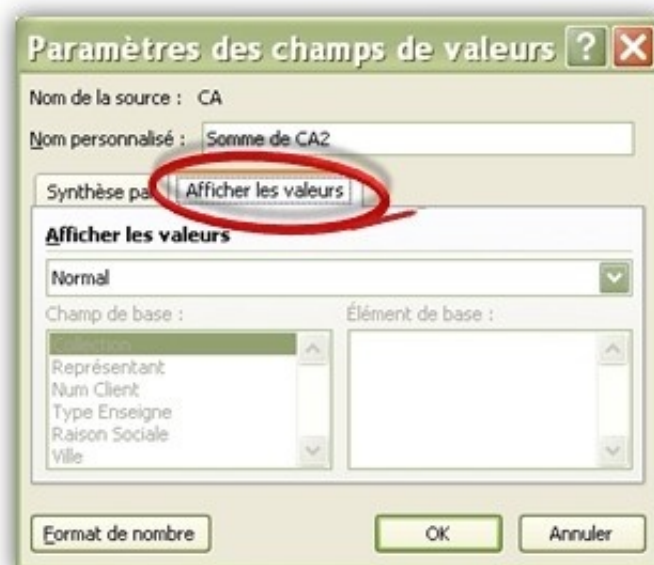 Paramètres des champs de valeurs
Nom de la source : CA
Nom personnalisé : Somme de CA2
Synthèse pa Afficher les valeurs
Afficher les valeurs
Normal
Champ de base : Élément de base :
Collection
Représentant
Num Client
Type Enseigne
Raison Sociale
Ville
Format de nombre OK Annuler